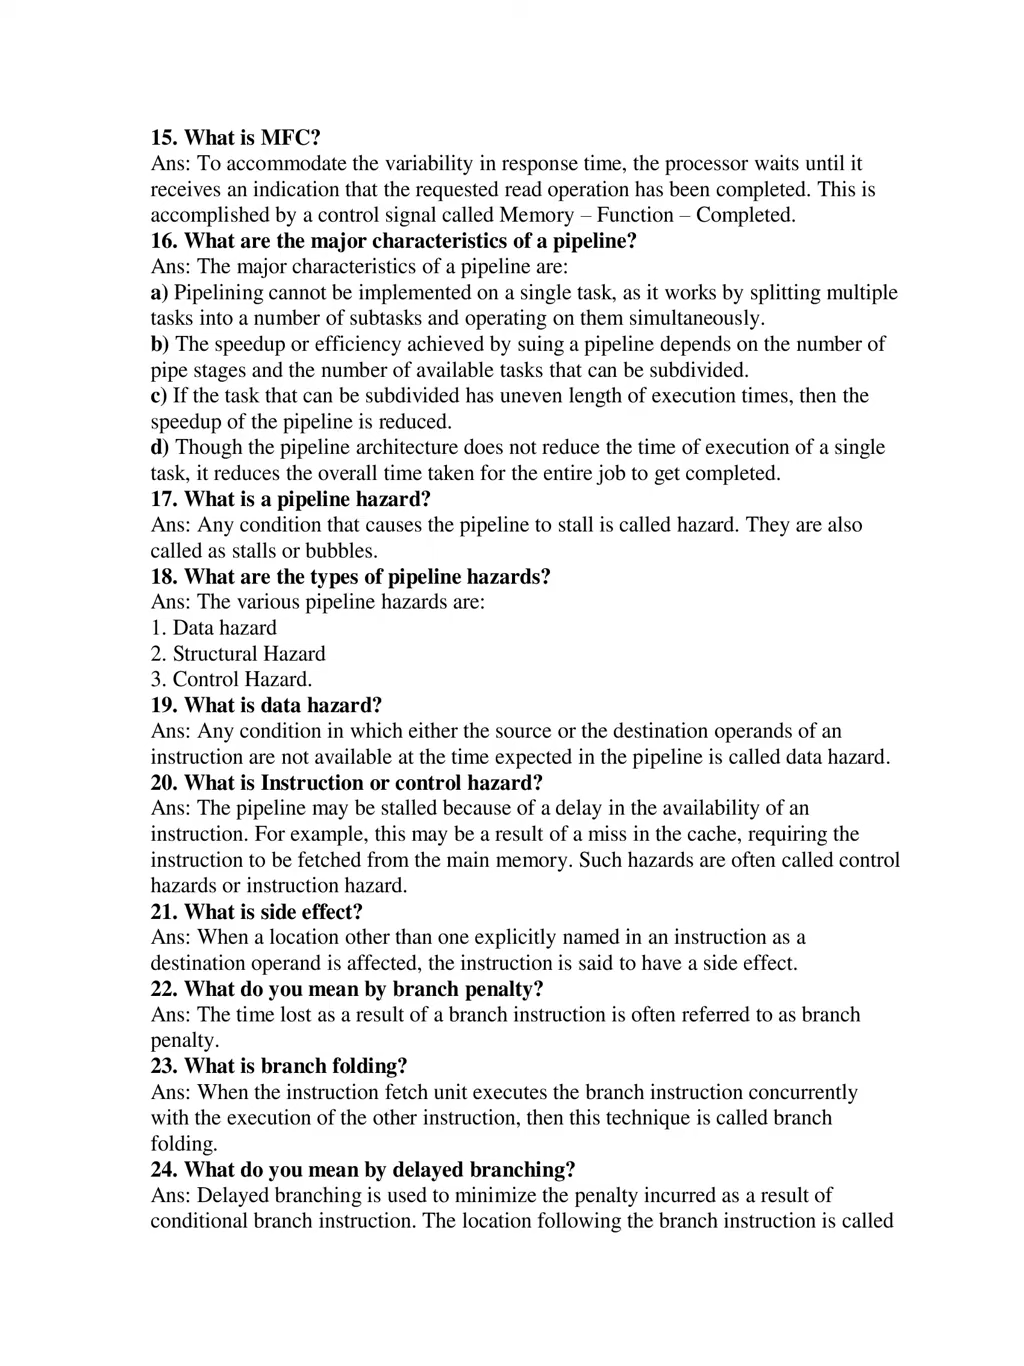 15. What is MFC?
Ans: To accommodate the variability in response time, the processor waits until it
receives an indication that the requested read operation has been completed. This is
accomplished by a control signal called Memory – Function – Completed.
16. What are the major characteristics of a pipeline?
Ans: The major characteristics of a pipeline are:
a) Pipelining cannot be implemented on a single task, as it works by splitting multiple
tasks into a number of subtasks and operating on them simultaneously.
b) The speedup or efficiency achieved by suing a pipeline depends on the number of
pipe stages and the number of available tasks that can be subdivided.
c) If the task that can be subdivided has uneven length of execution times, then the
speedup of the pipeline is reduced.
d) Though the pipeline architecture does not reduce the time of execution of a single
task, it reduces the overall time taken for the entire job to get completed.
17. What is a pipeline hazard?
Ans: Any condition that causes the pipeline to stall is called hazard. They are also
called as stalls or bubbles.
18. What are the types of pipeline hazards?
Ans: The various pipeline hazards are:
1. Data hazard
2. Structural Hazard
3. Control Hazard.
19. What is data hazard?
Ans: Any condition in which either the source or the destination operands of an
instruction are not available at the time expected in the pipeline is called data hazard.
20. What is Instruction or control hazard?
Ans: The pipeline may be stalled because of a delay in the availability of an
instruction. For example, this may be a result of a miss in the cache, requiring the
instruction to be fetched from the main memory. Such hazards are often called control
hazards or instruction hazard.
21. What is side effect?
Ans: When a location other than one explicitly named in an instruction as a
destination operand is affected, the instruction is said to have a side effect.
22. What do you mean by branch penalty?
Ans: The time lost as a result of a branch instruction is often referred to as branch
penalty.
23. What is branch folding?
Ans: When the instruction fetch unit executes the branch instruction concurrently
with the execution of the other instruction, then this technique is called branch
folding.
24. What do you mean by delayed branching?
Ans: Delayed branching is used to minimize the penalty incurred as a result of
conditional branch instruction. The location following the branch instruction is called